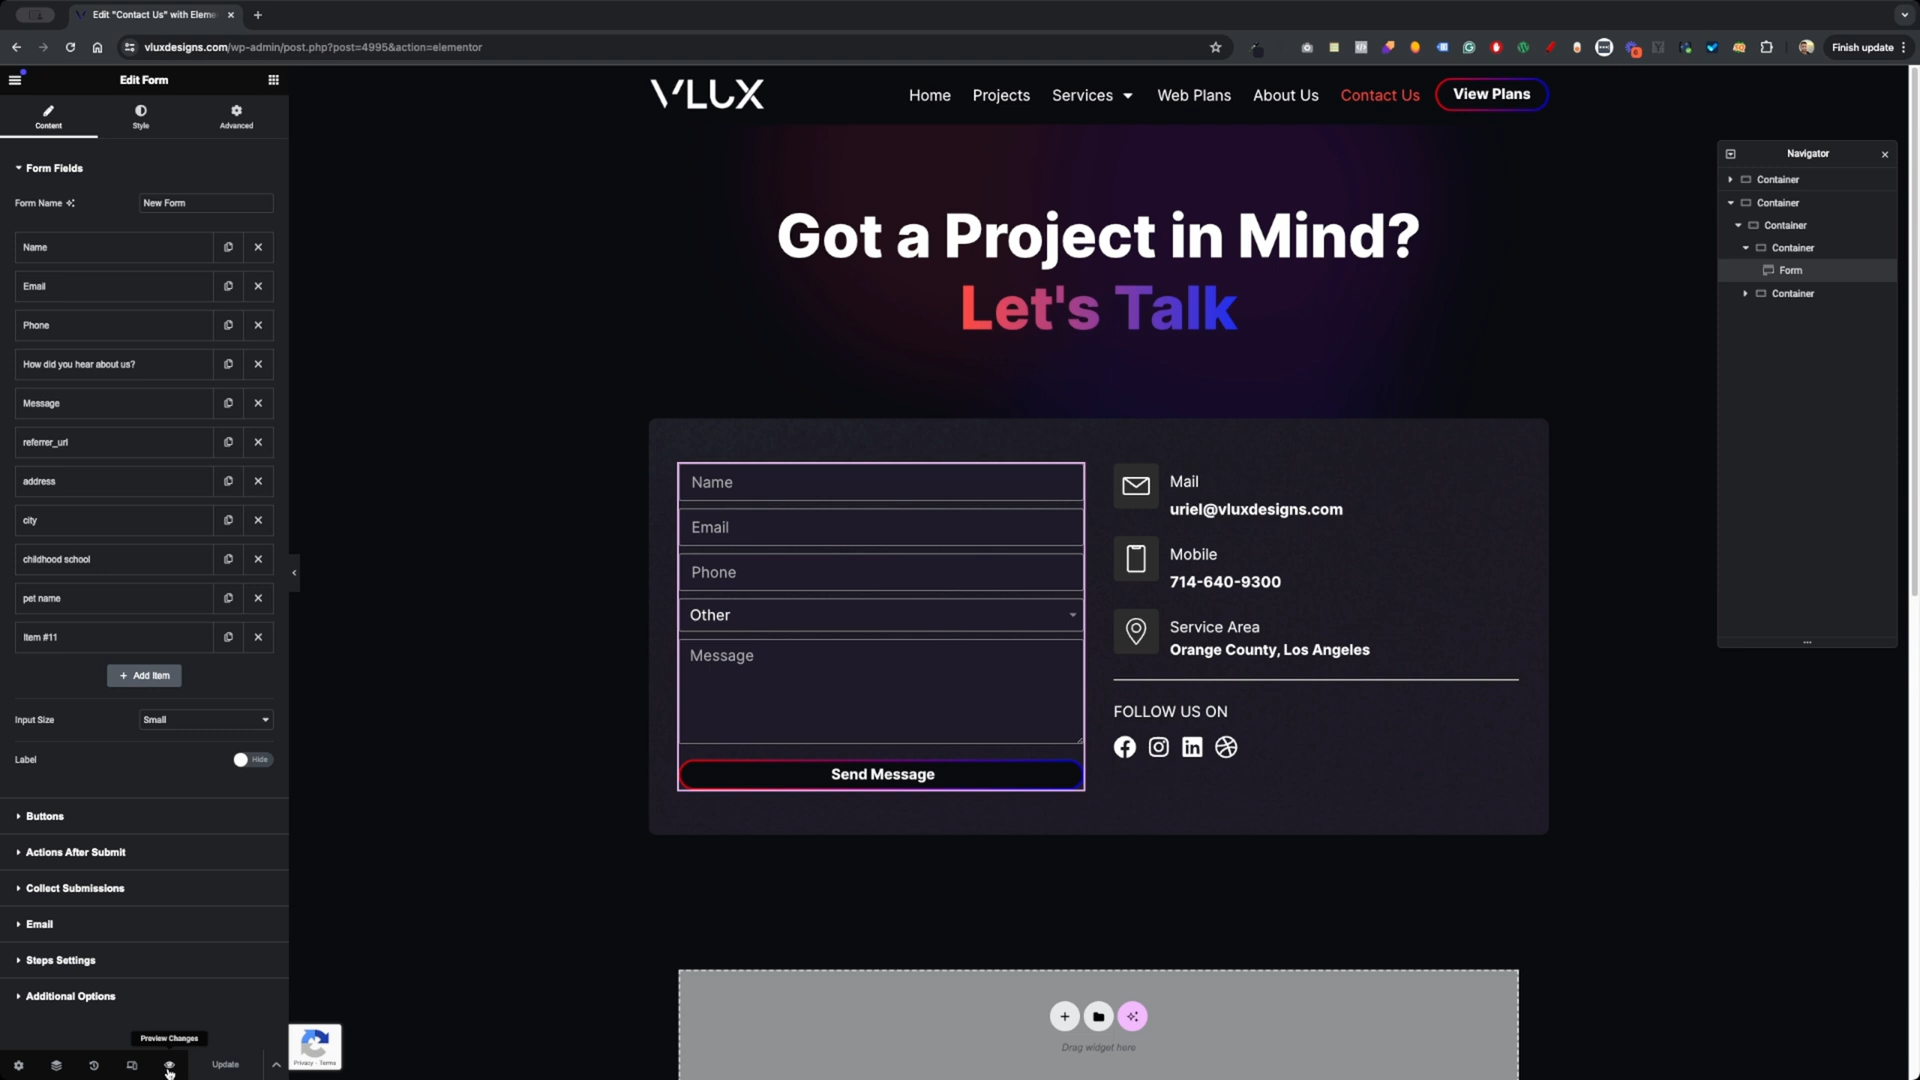 Edit "Contact Us" with Eleme
vluxdesigns.com/wp-admin/post.php?post=4995&action=elementor
Finish update
Edit Form
Content
Style
Advanced
Form Fields
Form Name
New Form
Name
Email
Phone
How did you hear about us?
Message
referrer_url
address
city
childhood school
pet name
Item #11
+ Add Item
Input Size
Small
Label
Hide
Buttons
Actions After Submit
Collect Submissions
Email
Steps Settings
Additional Options
Preview Changes
Update
Privacy - Terms
VLUX
Home
Projects
Services
Web Plans
About Us
Contact Us
View Plans
Got a Project in Mind?
Let's Talk
Name
Email
Phone
Other
Message
Send Message
Mail
uriel@vluxdesigns.com
Mobile
714-640-9300
Service Area
Orange County, Los Angeles
FOLLOW US ON
Drag widget here
Navigator
Container
Container
Container
Container
Form
Container